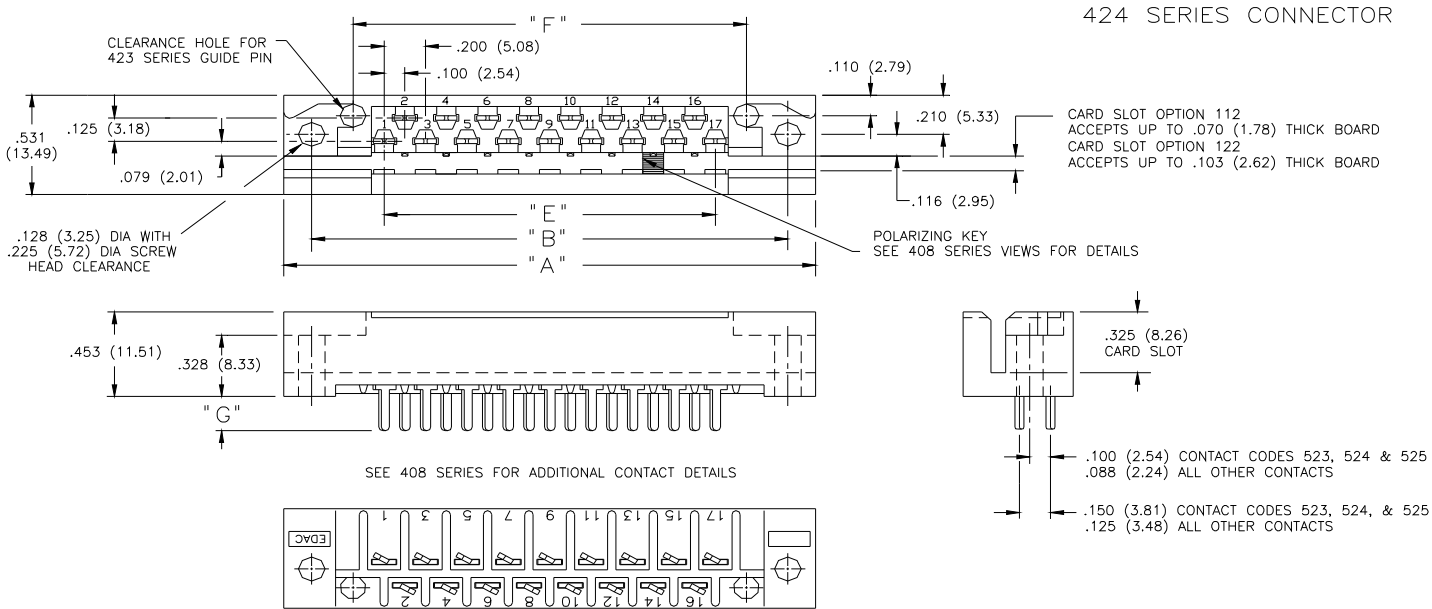 424 SERIES CONNECTOR
"F"
CLEARANCE HOLE FOR
423 SERIES GUIDE PIN
.200 (5.08)
.100 (2.54)
.110 (2.79)
.210 (5.33)
CARD SLOT OPTION 112
ACCEPTS UP TO .070 (1.78) THICK BOARD
CARD SLOT OPTION 122
ACCEPTS UP TO .103 (2.62) THICK BOARD
.531
(13.49)
.125 (3.18)
2 4 6 8 10 12 14 16
1 3 5 7 9 11 13 15 17
.079 (2.01)
.116 (2.95)
"E"
"B"
"A"
.128 (3.25) DIA WITH
.225 (5.72) DIA SCREW
HEAD CLEARANCE
POLARIZING KEY
SEE 408 SERIES VIEWS FOR DETAILS
.453 (11.51)
.328 (8.33)
"G"
.325 (8.26)
CARD SLOT
SEE 408 SERIES FOR ADDITIONAL CONTACT DETAILS
.100 (2.54) CONTACT CODES 523, 524 & 525
.088 (2.24) ALL OTHER CONTACTS
.150 (3.81) CONTACT CODES 523, 524, & 525
.125 (3.48) ALL OTHER CONTACTS
1 3 5 7 9 11 13 15 17
EDAC
2 4 6 8 10 12 14 16